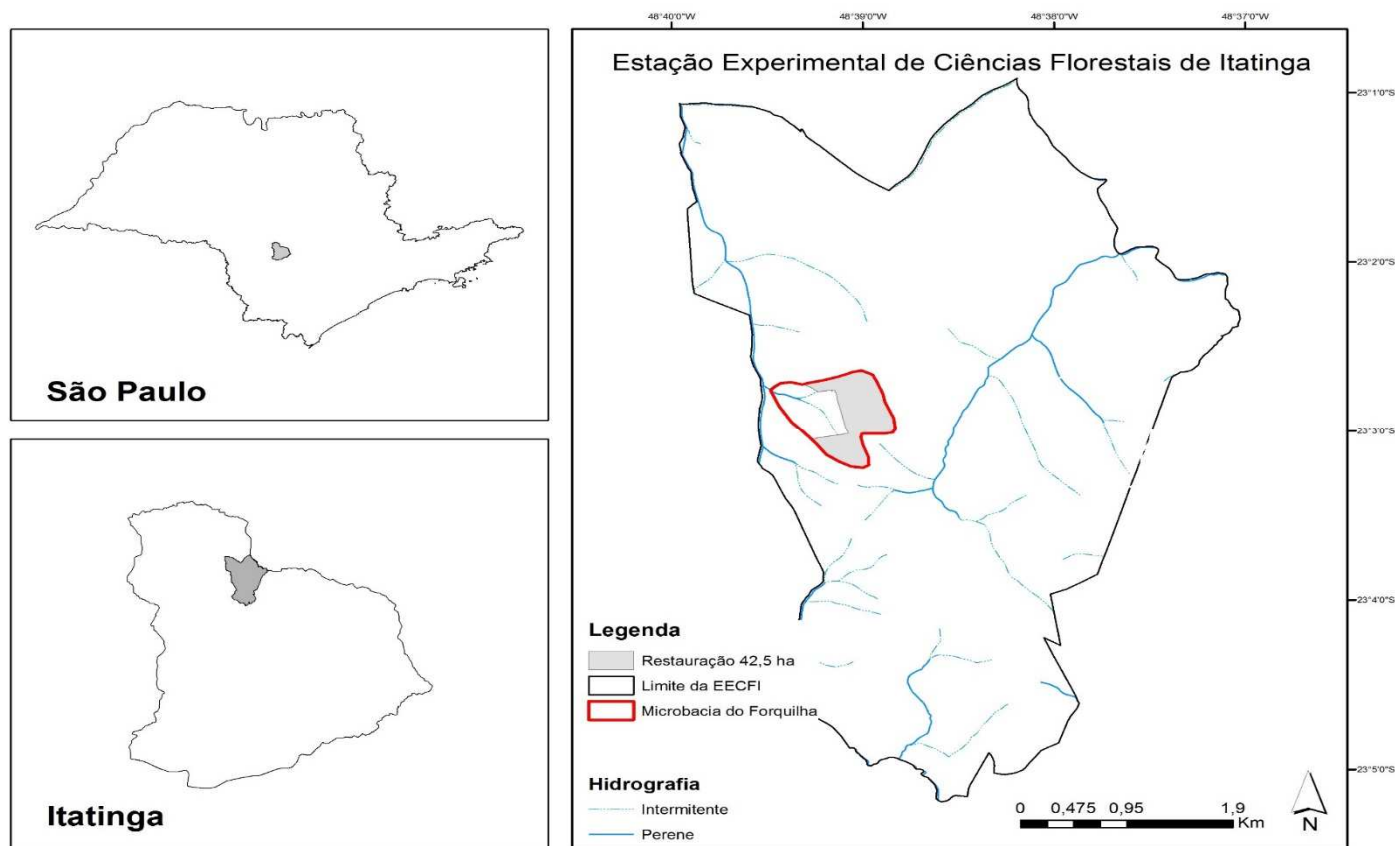 São Paulo
Itatinga
48°40'0"W
48°39'0"W
48°38'0"W
48°37'0"W
Estação Experimental de Ciências Florestais de Itatinga
23°1'0"S
23°2'0"S
23°3'0"S
23°4'0"S
23°5'0"S
Legenda
Restauração 42,5 ha
Limite da EECFI
Microbacia do Forquilha
Hidrografia
Intermitente
Perene
0 0,475 0,95 1,9
Km
N